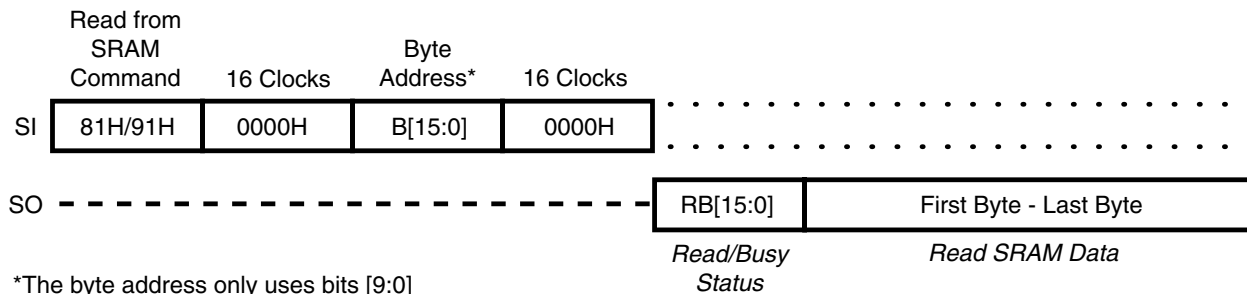 Read from
SRAM
Command
16 Clocks
Byte
Address*
16 Clocks
SI
81H/91H
0000H
B[15:0]
0000H
SO
RB[15:0]
First Byte - Last Byte
Read/Busy
Status
Read SRAM Data
*The byte address only uses bits [9:0]